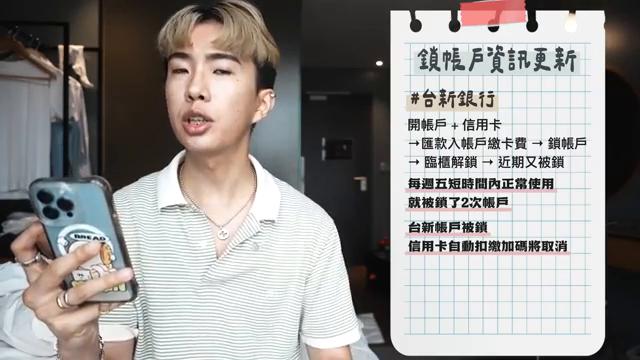 鎖帳戶資訊更新
#台新銀行
開帳戶 + 信用卡
→匯款入帳戶繳卡費 → 鎖帳戶
→ 臨櫃解鎖 → 近期又被鎖
每週五短時間內正常使用
就被鎖了2次帳戶
台新帳戶被鎖
信用卡自動扣繳加碼將取消
BREAD